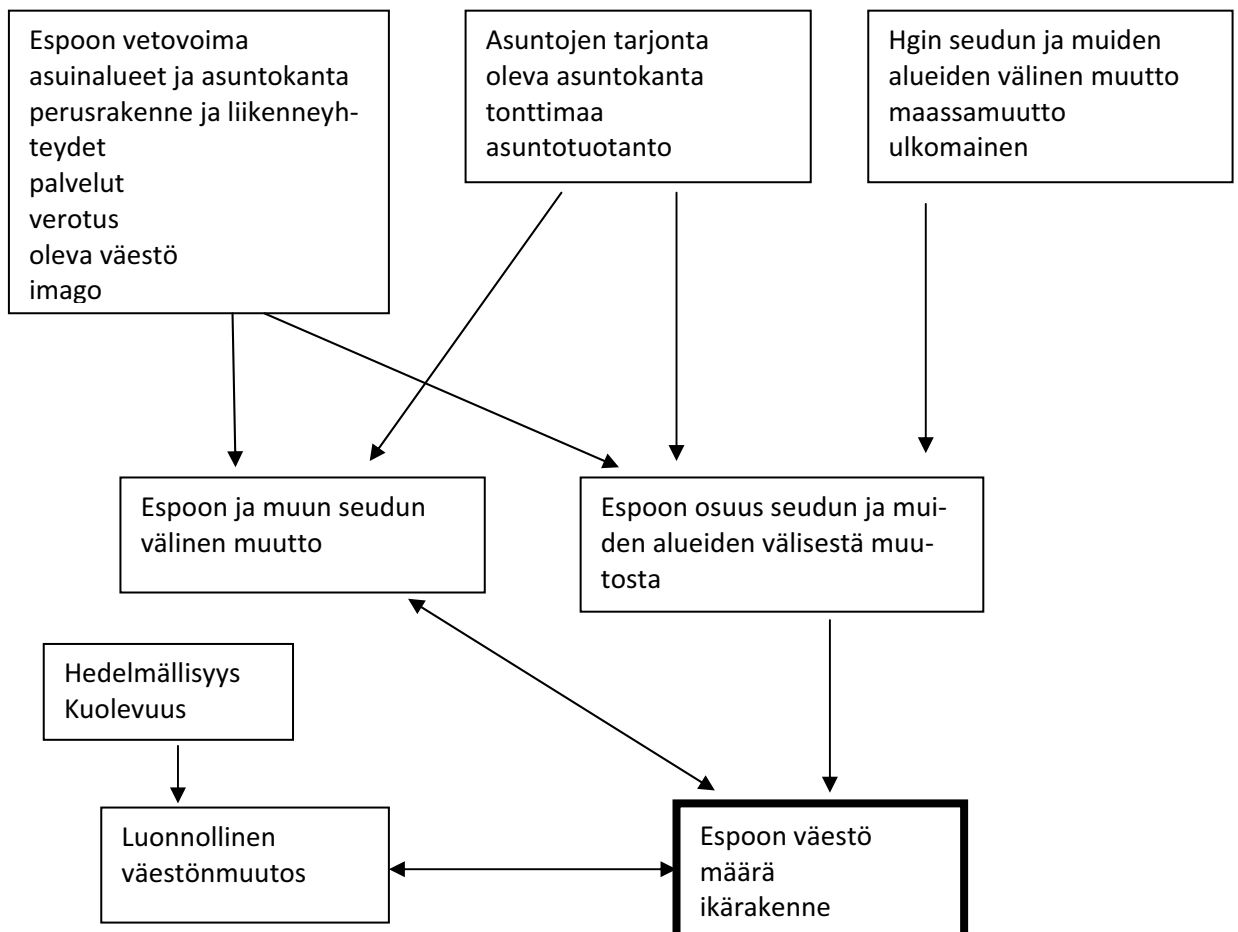 Espoon vetovoima
asuinalueet ja asuntokanta
perusrakenne ja liikenneyh-
teydet
palvelut
verotus
oleva väestö
imago
Asuntojen tarjonta
oleva asuntokanta
tonttimaa
asuntotuotanto
Hgin seudun ja muiden
alueiden välinen muutto
maassamuutto
ulkomainen
Espoon ja muun seudun
välinen muutto
Espoon osuus seudun ja mui-
den alueiden välisestä muu-
tosta
Hedelmällisyys
Kuolevuus
Luonnollinen
väestönmuutos
Espoon väestö
määrä
ikärakenne